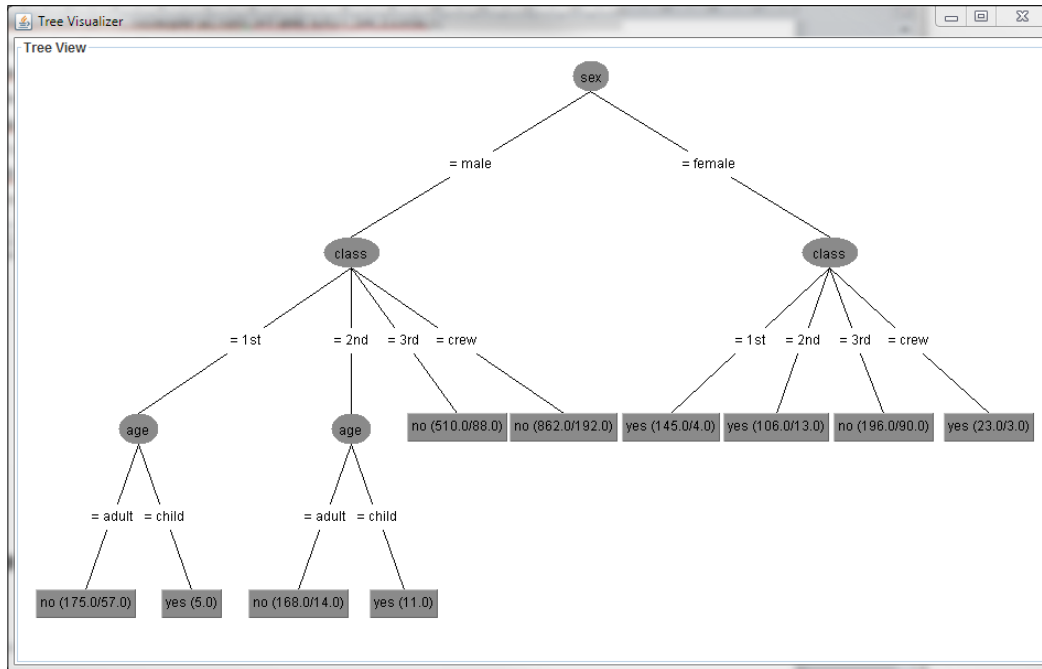 Tree Visualizer
Tree View
sex
= male = female
class class
= 1st = 2nd = 3rd = crew = 1st = 2nd = 3rd = crew
age age no (510.0/88.0) no (862.0/192.0) yes (145.0/4.0) yes (106.0/13.0) no (196.0/90.0) yes (23.0/3.0)
= adult = child = adult = child
no (175.0/57.0) yes (5.0) no (168.0/14.0) yes (11.0)